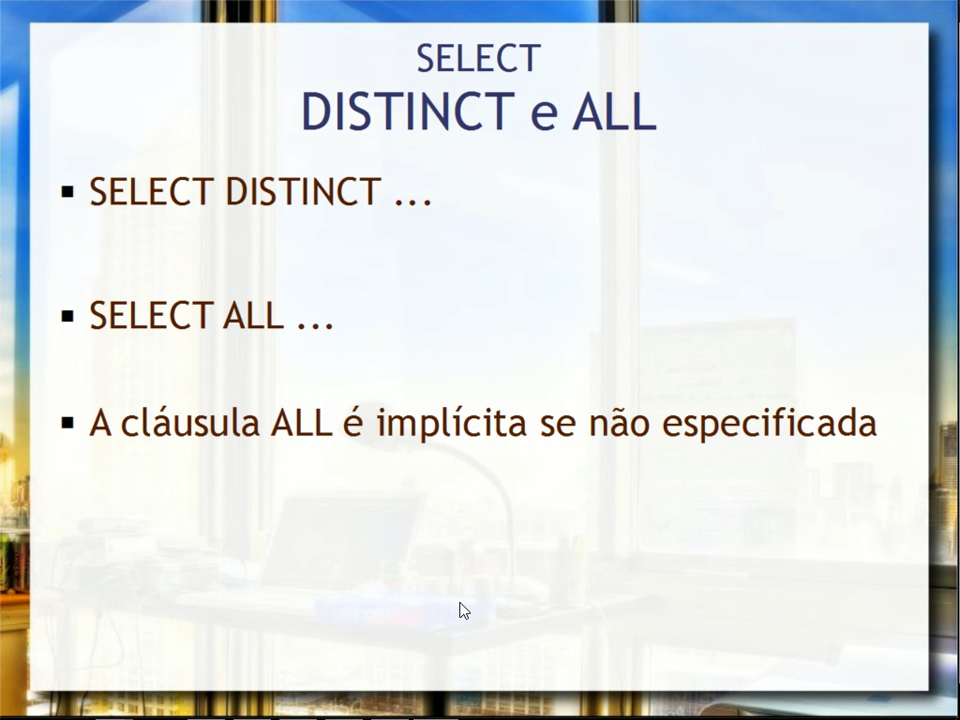 SELECT
DISTINCT e ALL
SELECT DISTINCT ...
SELECT ALL ...
A cláusula ALL é implícita se não especificada